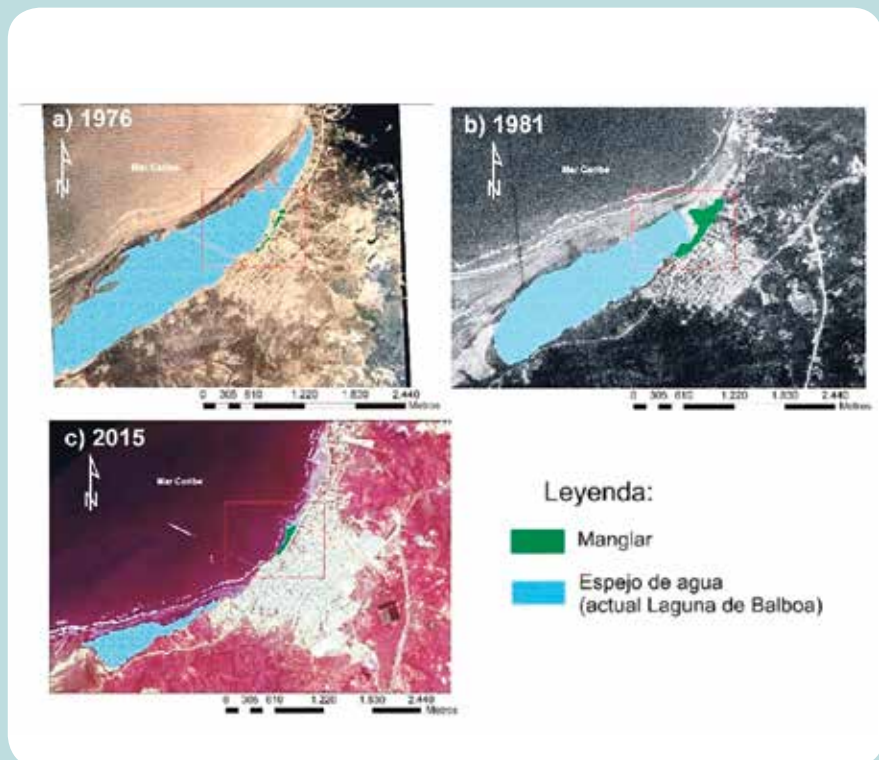 a) 1976
N
Mar Caribe
0 305 610 1.220 1.830 2.440
Metros
b) 1981
N
Mar Caribe
0 305 610 1.220 1.830 2.440
Metros
c) 2015
N
Mar Caribe
0 305 610 1.220 1.830 2.440
Metros
Leyenda:
Manglar
Espejo de agua
(actual Laguna de Balboa)